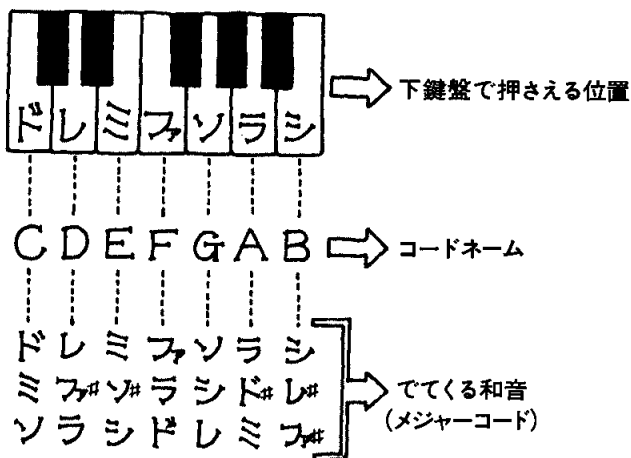 ド レ ミ ファ ソ ラ シ
下鍵盤で押さえる位置
C D E F G A B
コードネーム
ド レ ミ ファ ソ ラ シ
ミ ファ# ソ# ラ シ ド# レ#
ソ ラ シ ド レ ミ ファ#
でてくる和音
(メジャーコード)